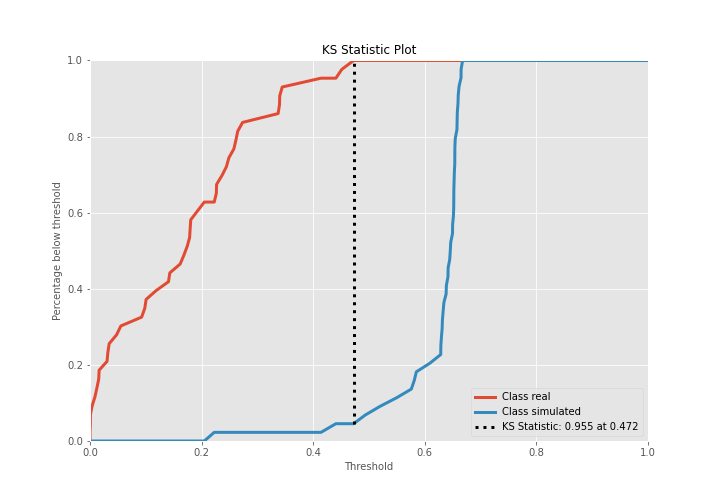 KS Statistic Plot
1.0
0.8
0.6
0.4
0.2
0.0
Percentage below threshold
0.0 0.2 0.4 0.6 0.8 1.0
Threshold
Class real
Class simulated
KS Statistic: 0.955 at 0.472